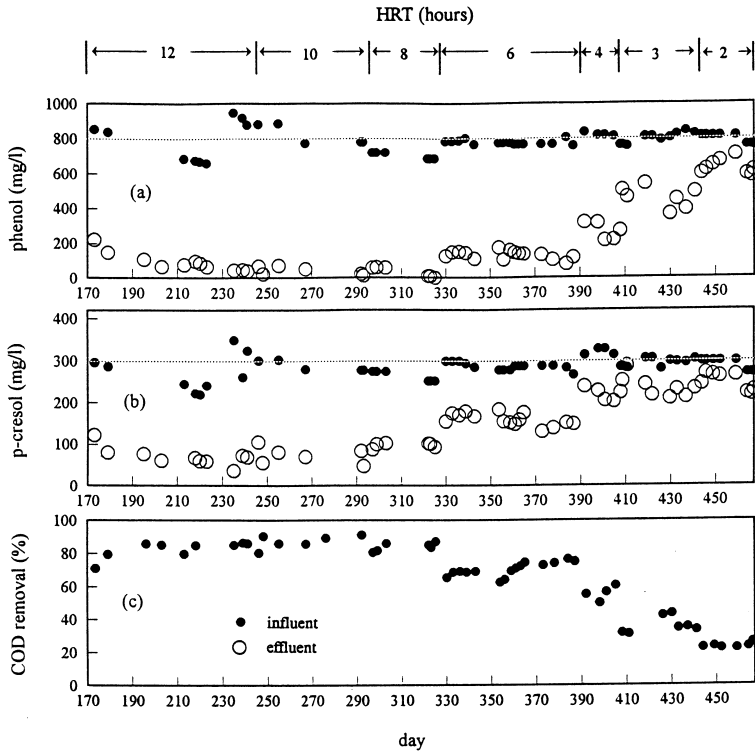 HRT (hours)
12 10 8 6 4 3 2
phenol (mg/l)
1000
800
600
400
200
0
(a)
170 190 210 230 250 270 290 310 330 350 370 390 410 430 450
p-cresol (mg/l)
400
300
200
100
0
(b)
170 190 210 230 250 270 290 310 330 350 370 390 410 430 450
COD removal (%)
100
80
60
40
20
0
(c)
influent
effluent
170 190 210 230 250 270 290 310 330 350 370 390 410 430 450
day